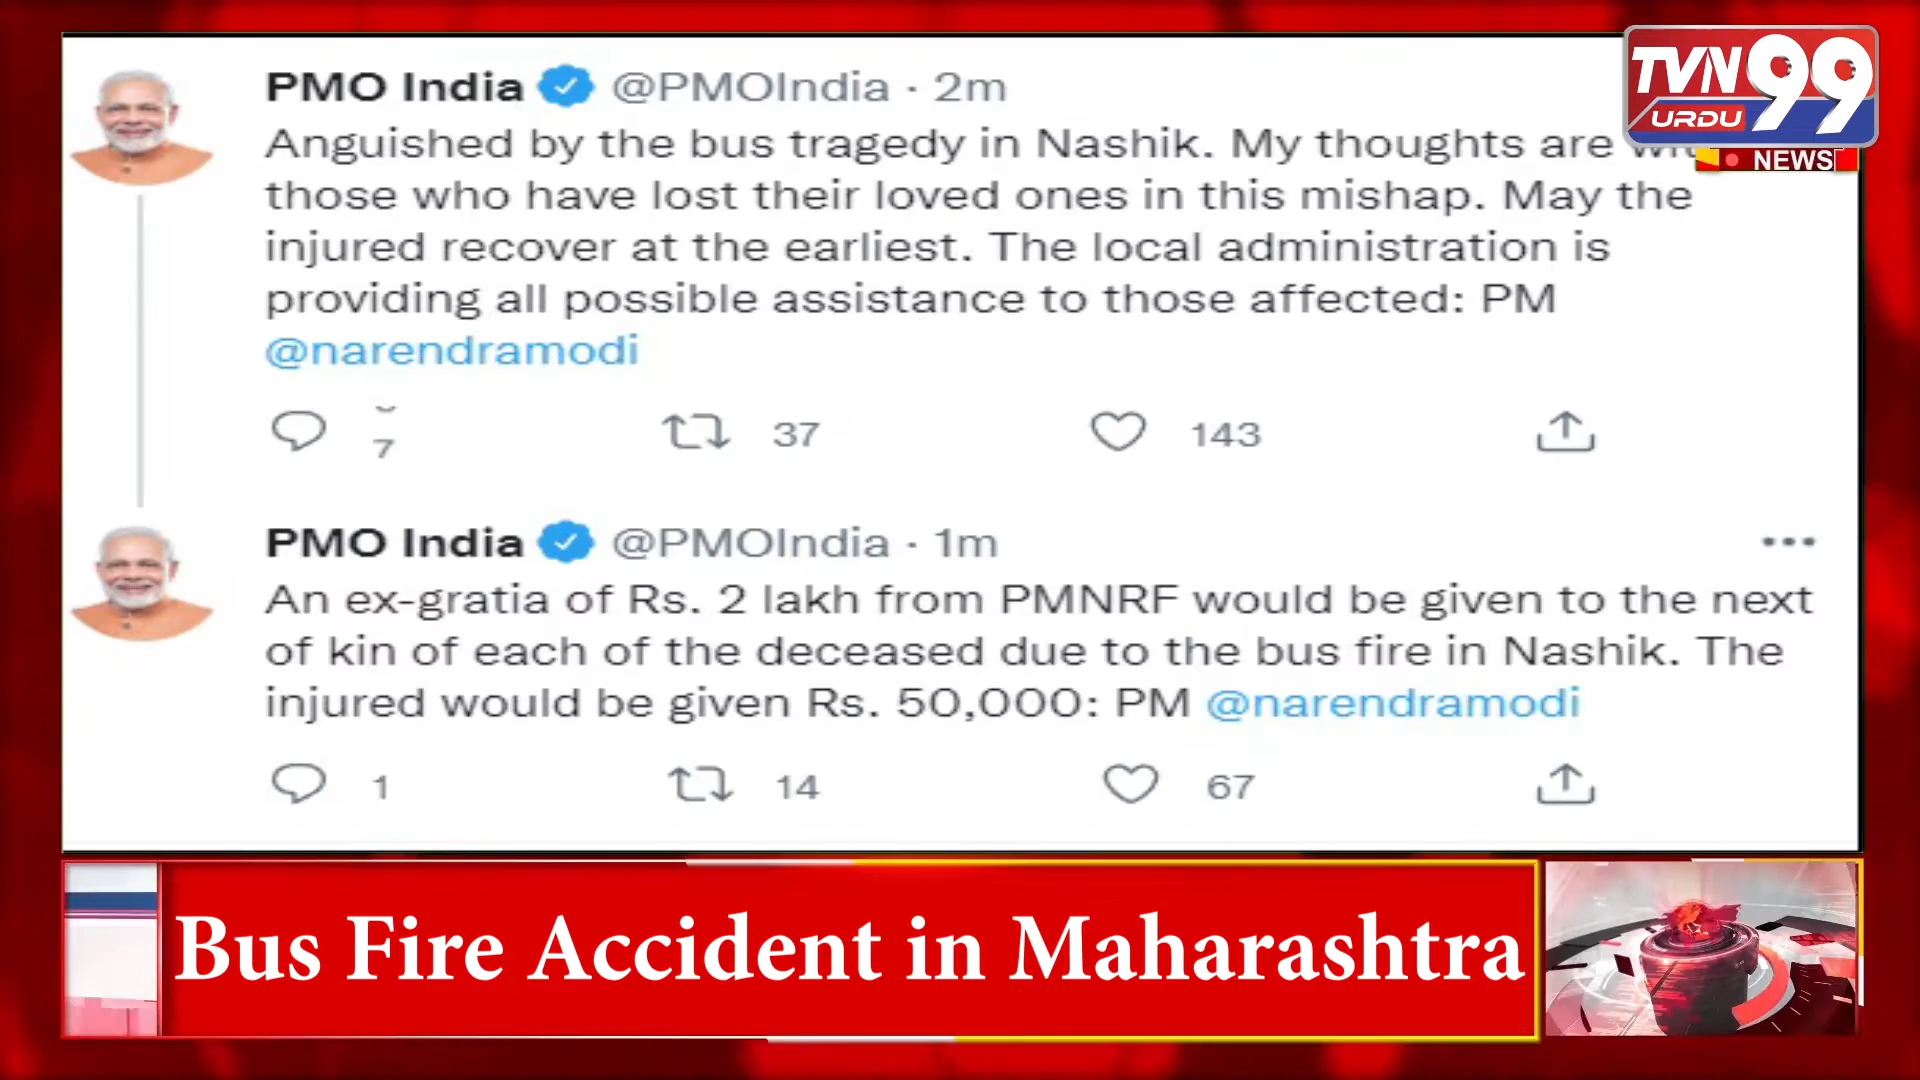 PMO India @PMOIndia · 2m
Anguished by the bus tragedy in Nashik. My thoughts are
those who have lost their loved ones in this mishap. May the
injured recover at the earliest. The local administration is
providing all possible assistance to those affected: PM
@narendramodi
7 37 143
PMO India @PMOIndia · 1m
An ex-gratia of Rs. 2 lakh from PMNRF would be given to the next
of kin of each of the deceased due to the bus fire in Nashik. The
injured would be given Rs. 50,000: PM @narendramodi
1 14 67
TVN 99
URDU
NEWS
Bus Fire Accident in Maharashtra